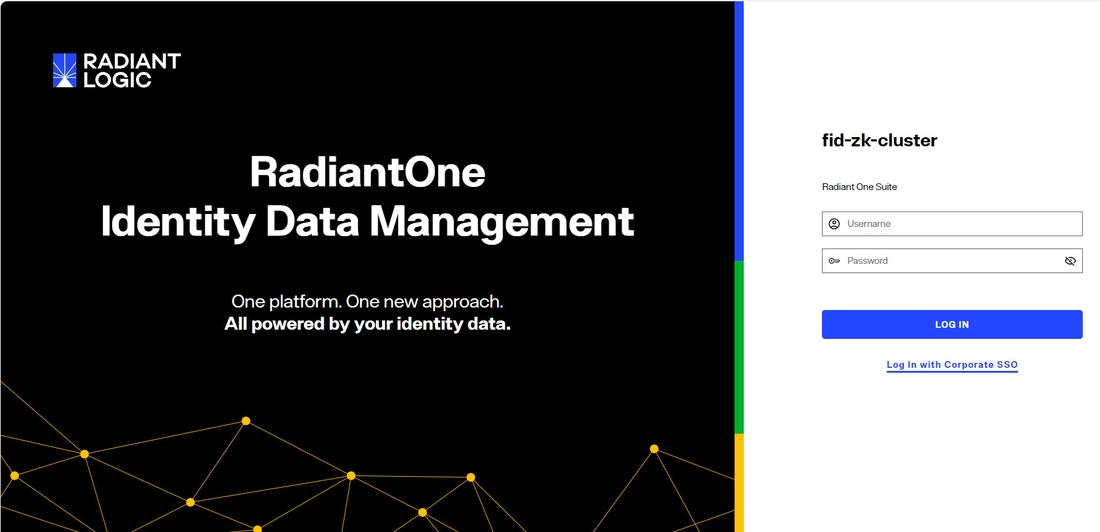 RADIANT
LOGIC
RadiantOne
Identity Data Management
One platform. One new approach.
All powered by your identity data.
fid-zk-cluster
Radiant One Suite
Username
Password
LOG IN
Log In with Corporate SSO